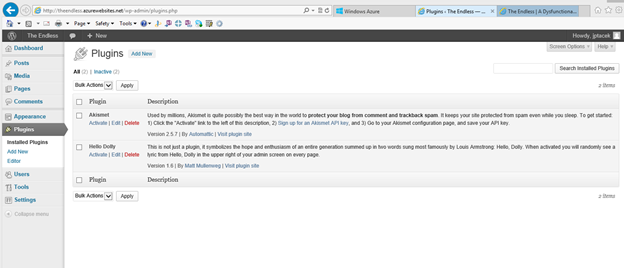 http://theendless.azurewebsites.net/wp-admin/plugins.php
Windows Azure
Plugins ‹ The Endless — ...
The Endless | A Dysfunctiona...
Page
Safety
Tools
The Endless
+ New
Howdy, jptacek
Dashboard
Posts
Media
Pages
Comments
Appearance
Plugins
Installed Plugins
Add New
Editor
Users
Tools
Settings
Collapse menu
Screen Options
Help
Plugins Add New
All (2) | Inactive (2)
Search Installed Plugins
Bulk Actions Apply
2 items
Plugin Description
Akismet
Activate | Edit | Delete
Used by millions, Akismet is quite possibly the best way in the world to protect your blog from comment and trackback spam. It keeps your site protected from spam even while you sleep. To get started:
1) Click the "Activate" link to the left of this description, 2) Sign up for an Akismet API key, and 3) Go to your Akismet configuration page, and save your API key.
Version 2.5.7 | By Automattic | Visit plugin site
Hello Dolly
Activate | Edit | Delete
This is not just a plugin, it symbolizes the hope and enthusiasm of an entire generation summed up in two words sung most famously by Louis Armstrong: Hello, Dolly. When activated you will randomly see a
lyric from Hello, Dolly in the upper right of your admin screen on every page.
Version 1.6 | By Matt Mullenweg | Visit plugin site
Plugin Description
Bulk Actions Apply
2 items